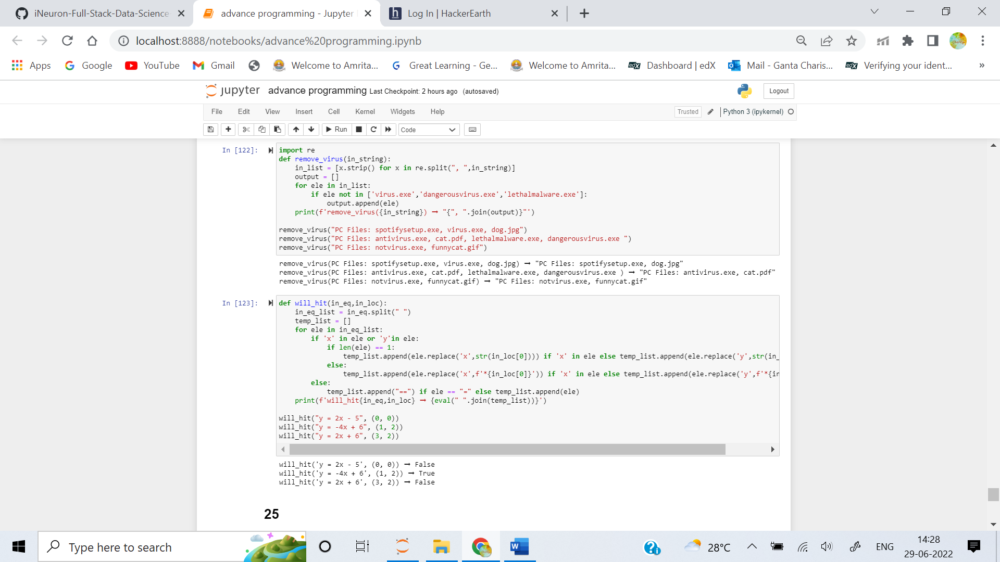 iNeuron-Full-Stack-Data-Science
advance programming - Jupyter
Log In | HackerEarth
localhost:8888/notebooks/advance%20programming.ipynb
Apps
Google
YouTube
Gmail
Welcome to Amrita...
Great Learning - Ge...
Welcome to Amrita...
Dashboard | edX
Mail - Ganta Charis...
Verifying your ident...
»
jupyter advance programming Last Checkpoint: 2 hours ago (autosaved)
Logout
File Edit View Insert Cell Kernel Widgets Help
Trusted
Python 3 (ipykernel)
Run
Code
In [122]:
import re
def remove_virus(in_string):
    in_list = [x.strip() for x in re.split(", ",in_string)]
    output = []
    for ele in in_list:
        if ele not in ['virus.exe','dangerousvirus.exe','lethalmalware.exe']:
            output.append(ele)
    print(f'remove_virus({in_string}) ➞ "{", ".join(output)}"')
remove_virus("PC Files: spotifysetup.exe, virus.exe, dog.jpg")
remove_virus("PC Files: antivirus.exe, cat.pdf, lethalmalware.exe, dangerousvirus.exe ")
remove_virus("PC Files: notvirus.exe, funnycat.gif")
remove_virus(PC Files: spotifysetup.exe, virus.exe, dog.jpg) ➞ "PC Files: spotifysetup.exe, dog.jpg"
remove_virus(PC Files: antivirus.exe, cat.pdf, lethalmalware.exe, dangerousvirus.exe ) ➞ "PC Files: antivirus.exe, cat.pdf"
remove_virus(PC Files: notvirus.exe, funnycat.gif) ➞ "PC Files: notvirus.exe, funnycat.gif"
In [123]:
def will_hit(in_eq,in_loc):
    in_eq_list = in_eq.split(" ")
    temp_list = []
    for ele in in_eq_list:
        if 'x' in ele or 'y'in ele:
            if len(ele) == 1:
                temp_list.append(ele.replace('x',str(in_loc[0]))) if 'x' in ele else temp_list.append(ele.replace('y',str(in_
            else:
                temp_list.append(ele.replace('x',f'*{in_loc[0]}')) if 'x' in ele else temp_list.append(ele.replace('y',f'*{in
        else:
            temp_list.append("==") if ele == "=" else temp_list.append(ele)
    print(f'will_hit{in_eq,in_loc} ➞ {eval(" ".join(temp_list))}')
will_hit("y = 2x - 5", (0, 0))
will_hit("y = -4x + 6", (1, 2))
will_hit("y = 2x + 6", (3, 2))
will_hit('y = 2x - 5', (0, 0)) ➞ False
will_hit('y = -4x + 6', (1, 2)) ➞ True
will_hit('y = 2x + 6', (3, 2)) ➞ False
25
Type here to search
28°C
ENG
14:28
29-06-2022